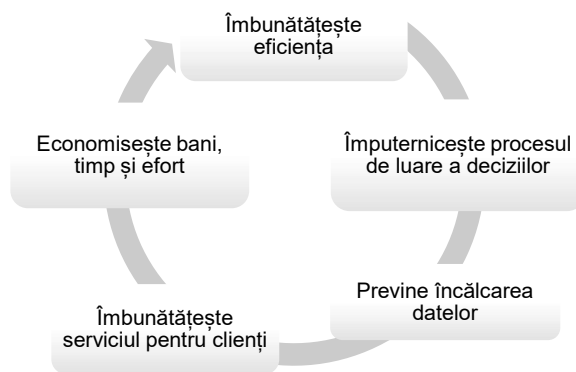 Îmbunătățește
eficiența
Împuternicește procesul
de luare a deciziilor
Previne încălcarea
datelor
Îmbunătățește
serviciul pentru clienți
Economisește bani,
timp și efort